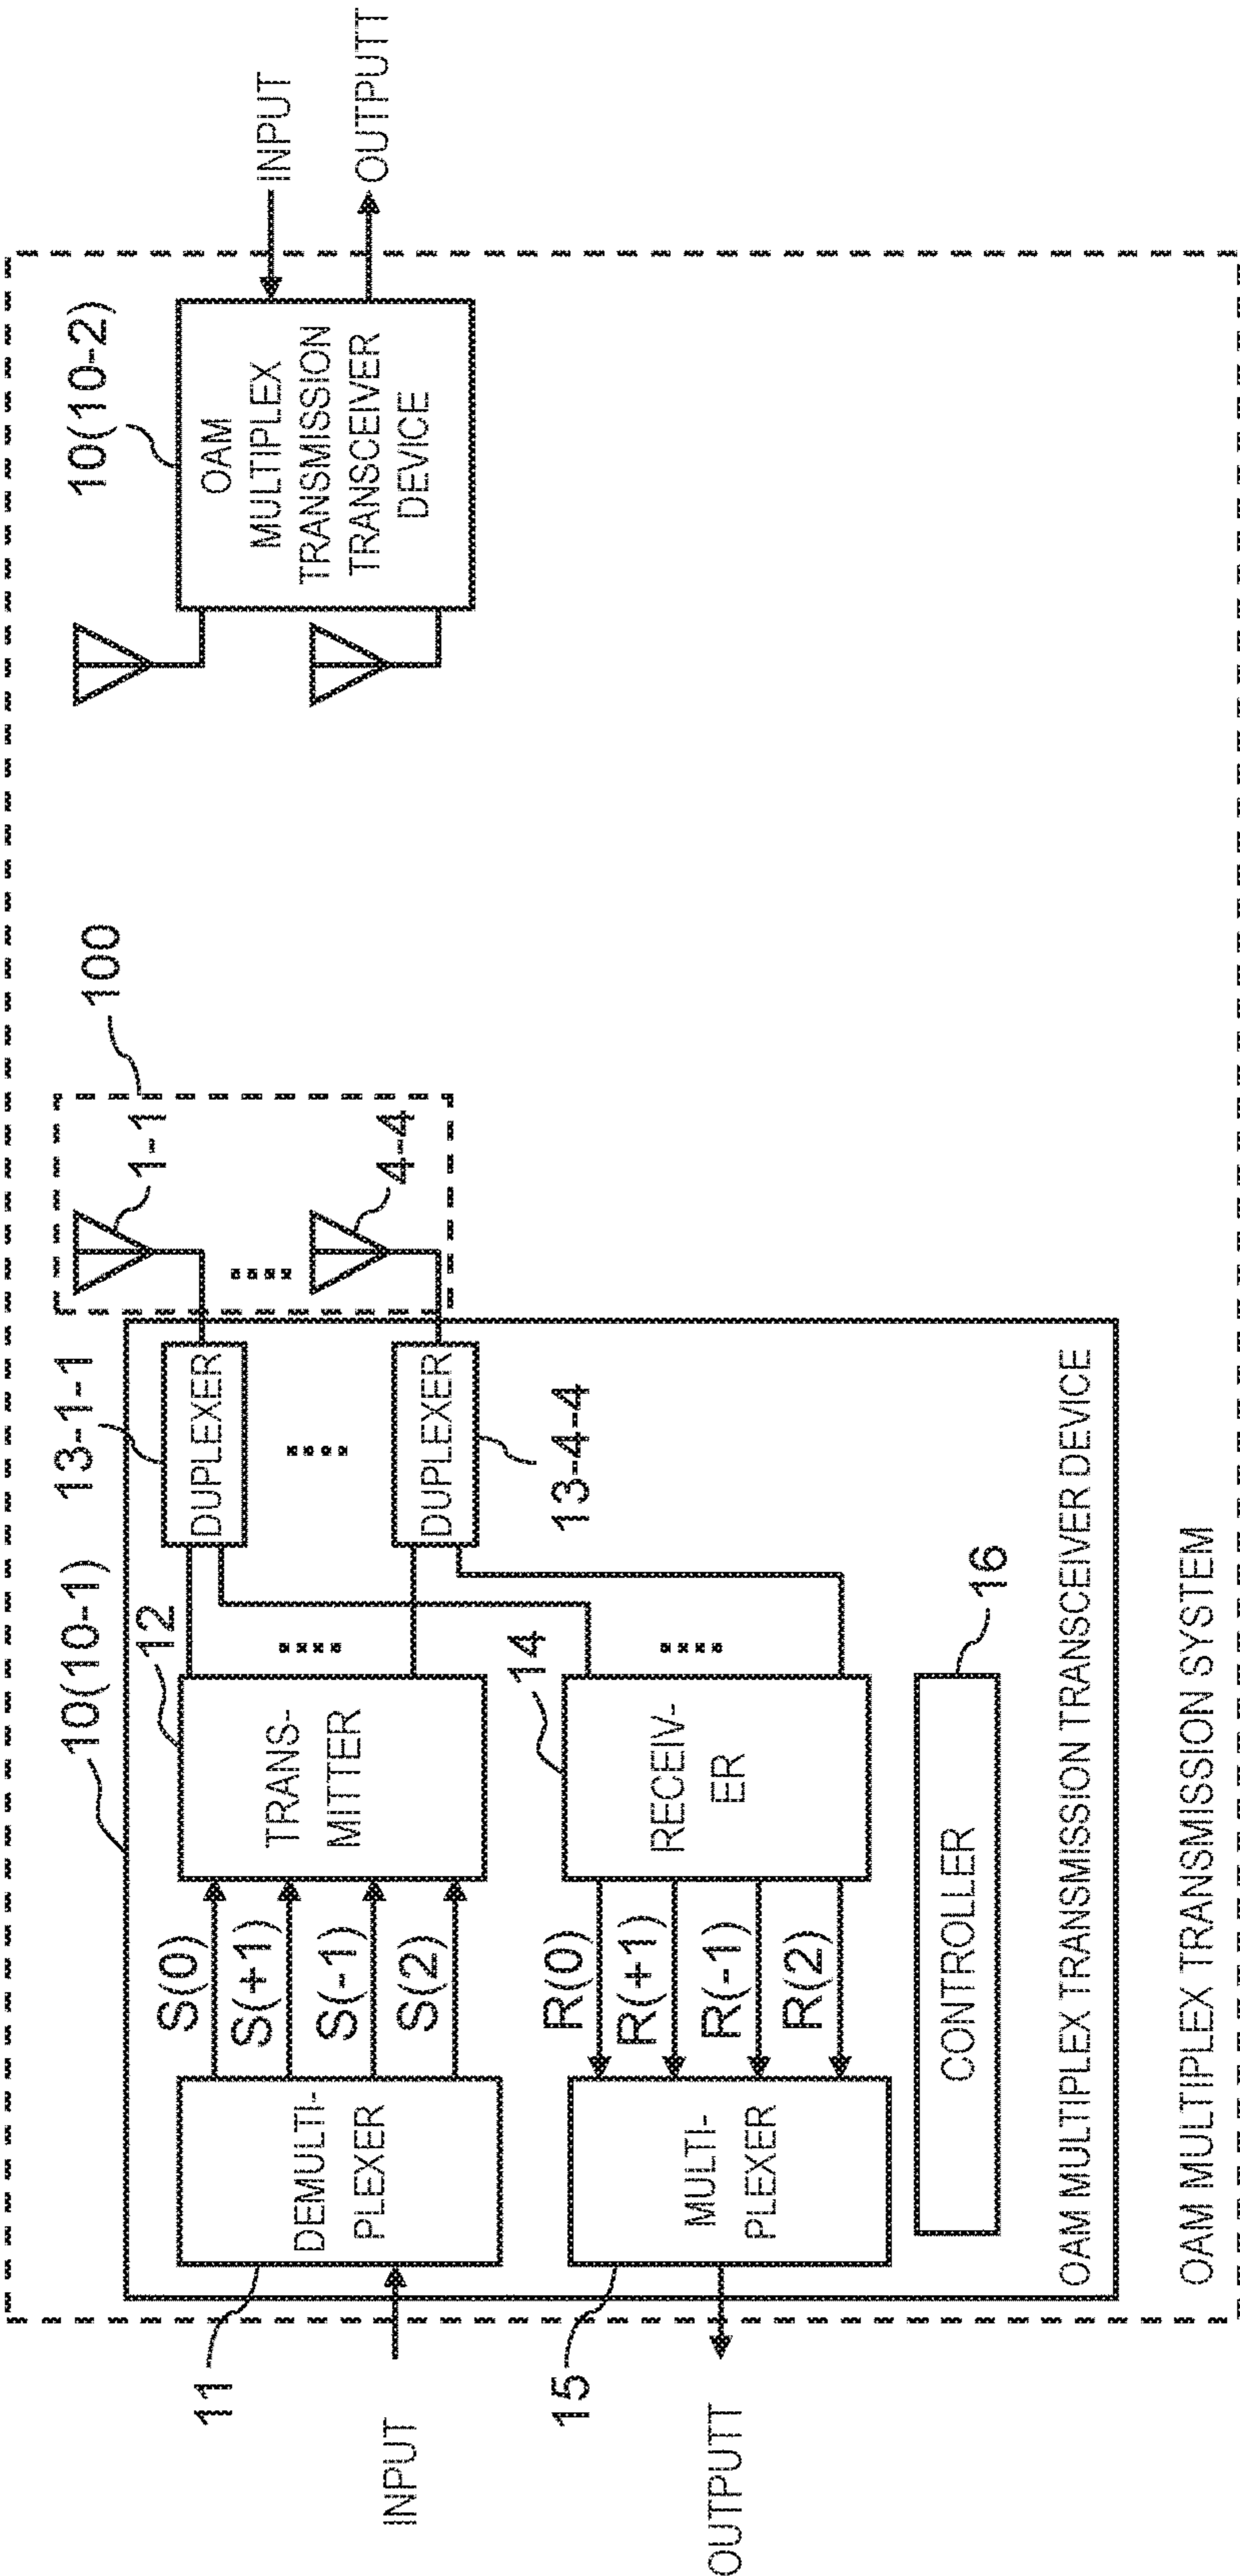 10(10-1)
13-1-1
100
10(10-2)
11
12
1-1
INPUT
DEMULTI-
PLEXER
S(0)
S(+1)
S(-1)
S(2)
TRANS-
MITTER
DUPLEXER
4-4
DUPLEXER
13-4-4
OAM
MULTIPLEX
TRANSMISSION
TRANSCEIVER
DEVICE
INPUT
OUTPUTT
15
14
OUTPUTT
MULTI-
PLEXER
R(0)
R(+1)
R(-1)
R(2)
RECEIV-
ER
CONTROLLER
16
OAM MULTIPLEX TRANSMISSION TRANSCEIVER DEVICE
OAM MULTIPLEX TRANSMISSION SYSTEM